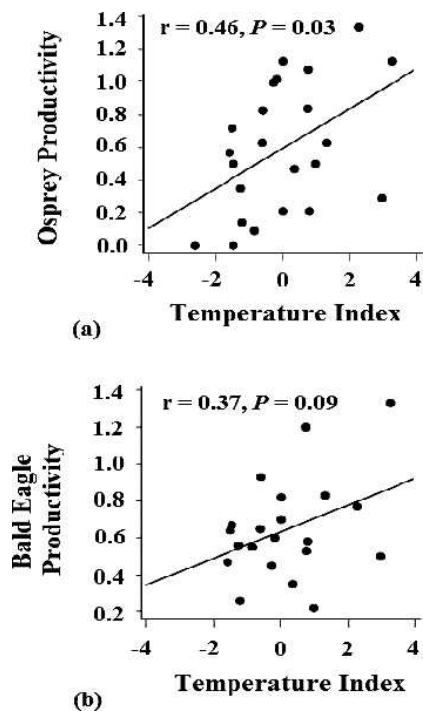 r = 0.46, P = 0.03
Osprey Productivity
1.4
1.2
1.0
0.8
0.6
0.4
0.2
0.0
-4 -2 0 2 4
Temperature Index
(a)
r = 0.37, P = 0.09
Bald Eagle
Productivity
1.4
1.2
1.0
0.8
0.6
0.4
0.2
-4 -2 0 2 4
Temperature Index
(b)